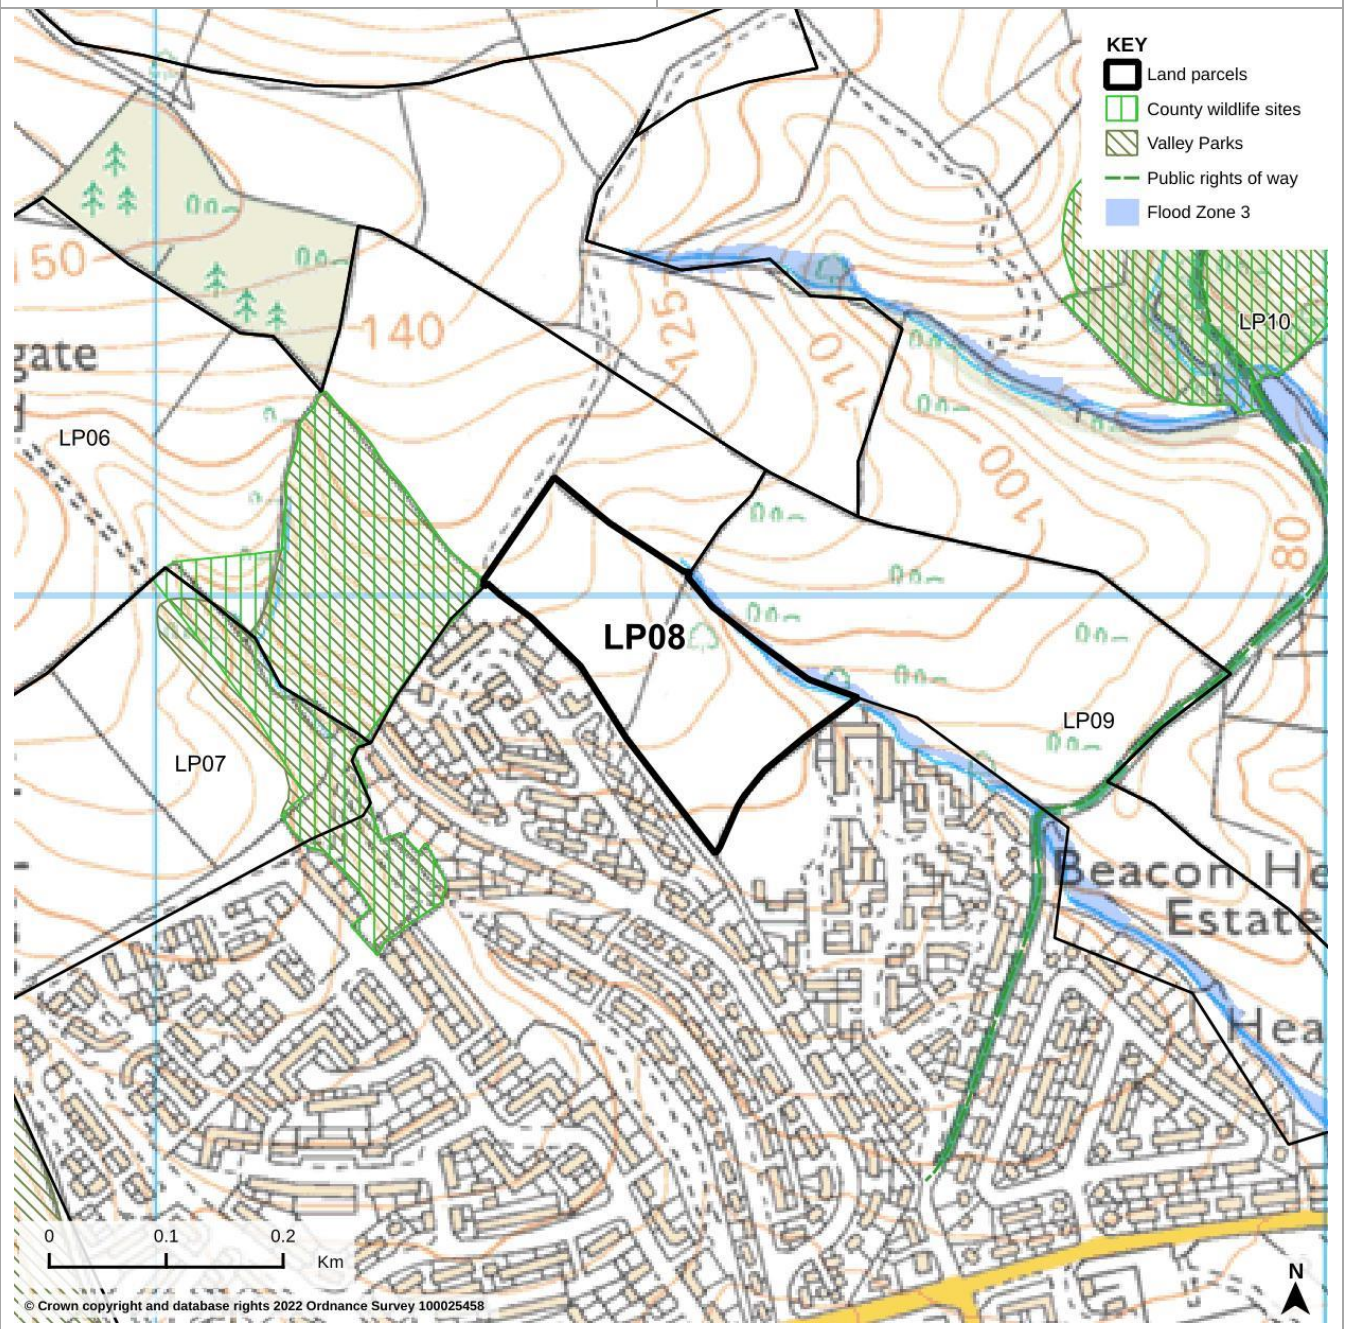 KEY
Land parcels
County wildlife sites
Valley Parks
Public rights of way
Flood Zone 3
150
140
125
110
100
80
LP10
gate
LP06
LP08
LP09
LP07
Beacon He
Estate
Hea
0 0.1 0.2
Km
N
© Crown copyright and database rights 2022 Ordnance Survey 100025458